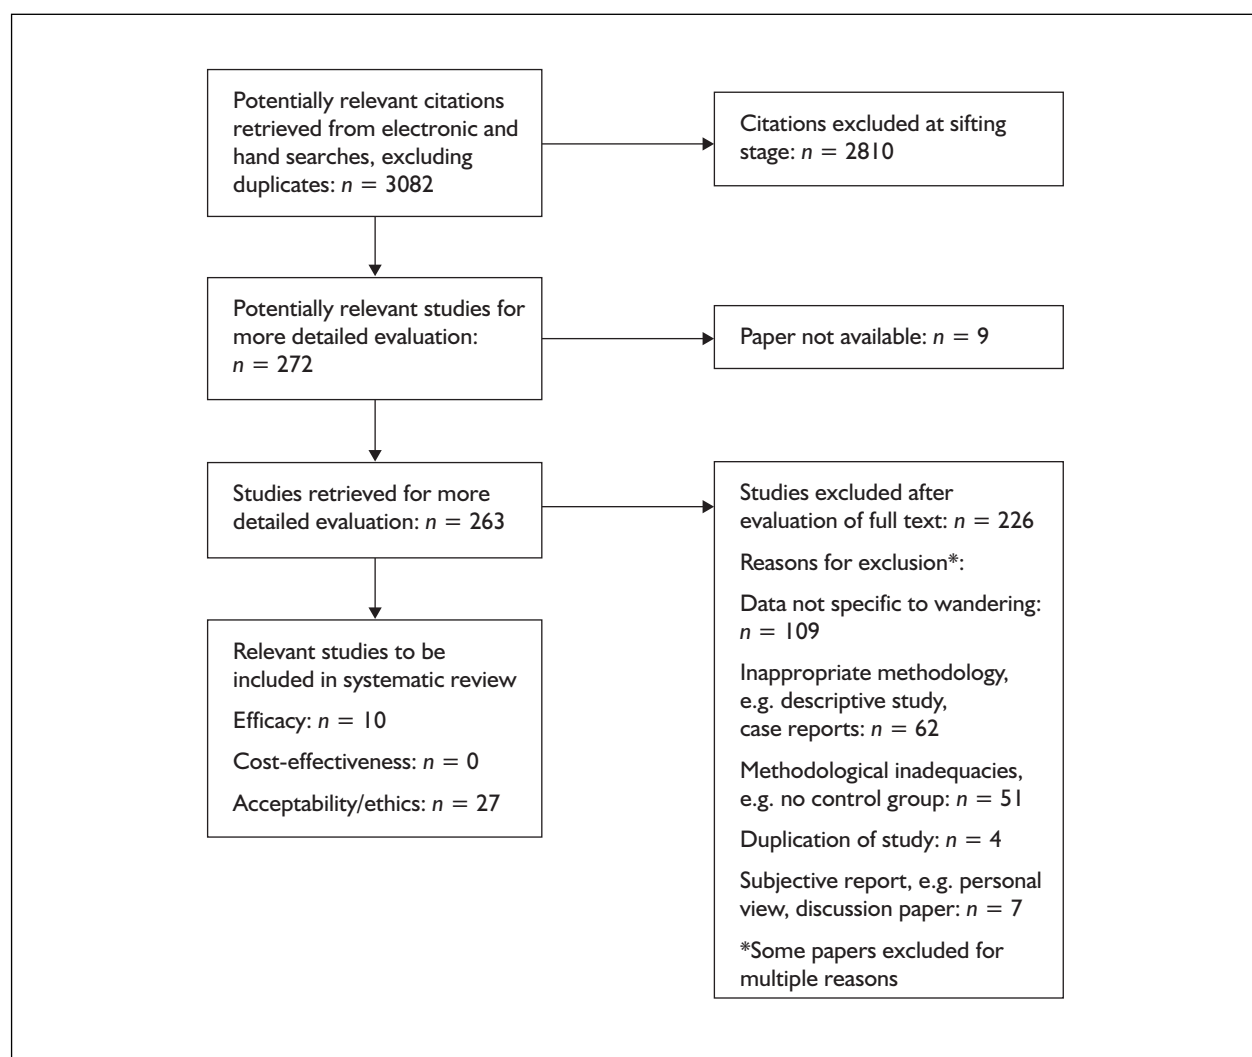 Potentially relevant citations
retrieved from electronic and
hand searches, excluding
duplicates: n = 3082
Citations excluded at sifting
stage: n = 2810
Potentially relevant studies for
more detailed evaluation:
n = 272
Paper not available: n = 9
Studies retrieved for more
detailed evaluation: n = 263
Studies excluded after
evaluation of full text: n = 226
Reasons for exclusion*:
Data not specific to wandering:
n = 109
Inappropriate methodology,
e.g. descriptive study,
case reports: n = 62
Methodological inadequacies,
e.g. no control group: n = 51
Duplication of study: n = 4
Subjective report, e.g. personal
view, discussion paper: n = 7
*Some papers excluded for
multiple reasons
Relevant studies to be
included in systematic review
Efficacy: n = 10
Cost-effectiveness: n = 0
Acceptability/ethics: n = 27